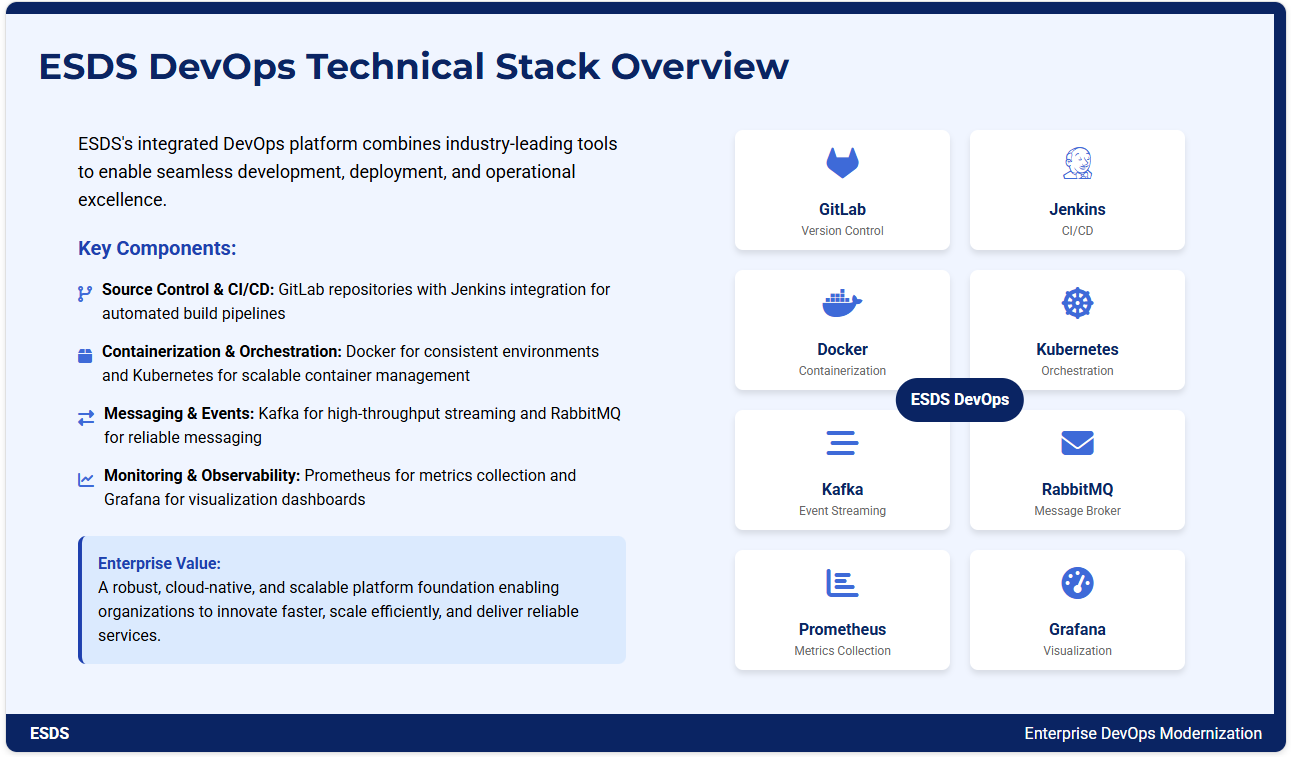 ESDS DevOps Technical Stack Overview
ESDS's integrated DevOps platform combines industry-leading tools
to enable seamless development, deployment, and operational
excellence.
Key Components:
Source Control & CI/CD: GitLab repositories with Jenkins integration for
automated build pipelines
Containerization & Orchestration: Docker for consistent environments
and Kubernetes for scalable container management
Messaging & Events: Kafka for high-throughput streaming and RabbitMQ
for reliable messaging
Monitoring & Observability: Prometheus for metrics collection and
Grafana for visualization dashboards
Enterprise Value:
A robust, cloud-native, and scalable platform foundation enabling
organizations to innovate faster, scale efficiently, and deliver reliable
services.
GitLab
Version Control
Jenkins
CI/CD
Docker
Containerization
Kubernetes
Orchestration
ESDS DevOps
Kafka
Event Streaming
RabbitMQ
Message Broker
Prometheus
Metrics Collection
Grafana
Visualization
ESDS
Enterprise DevOps Modernization